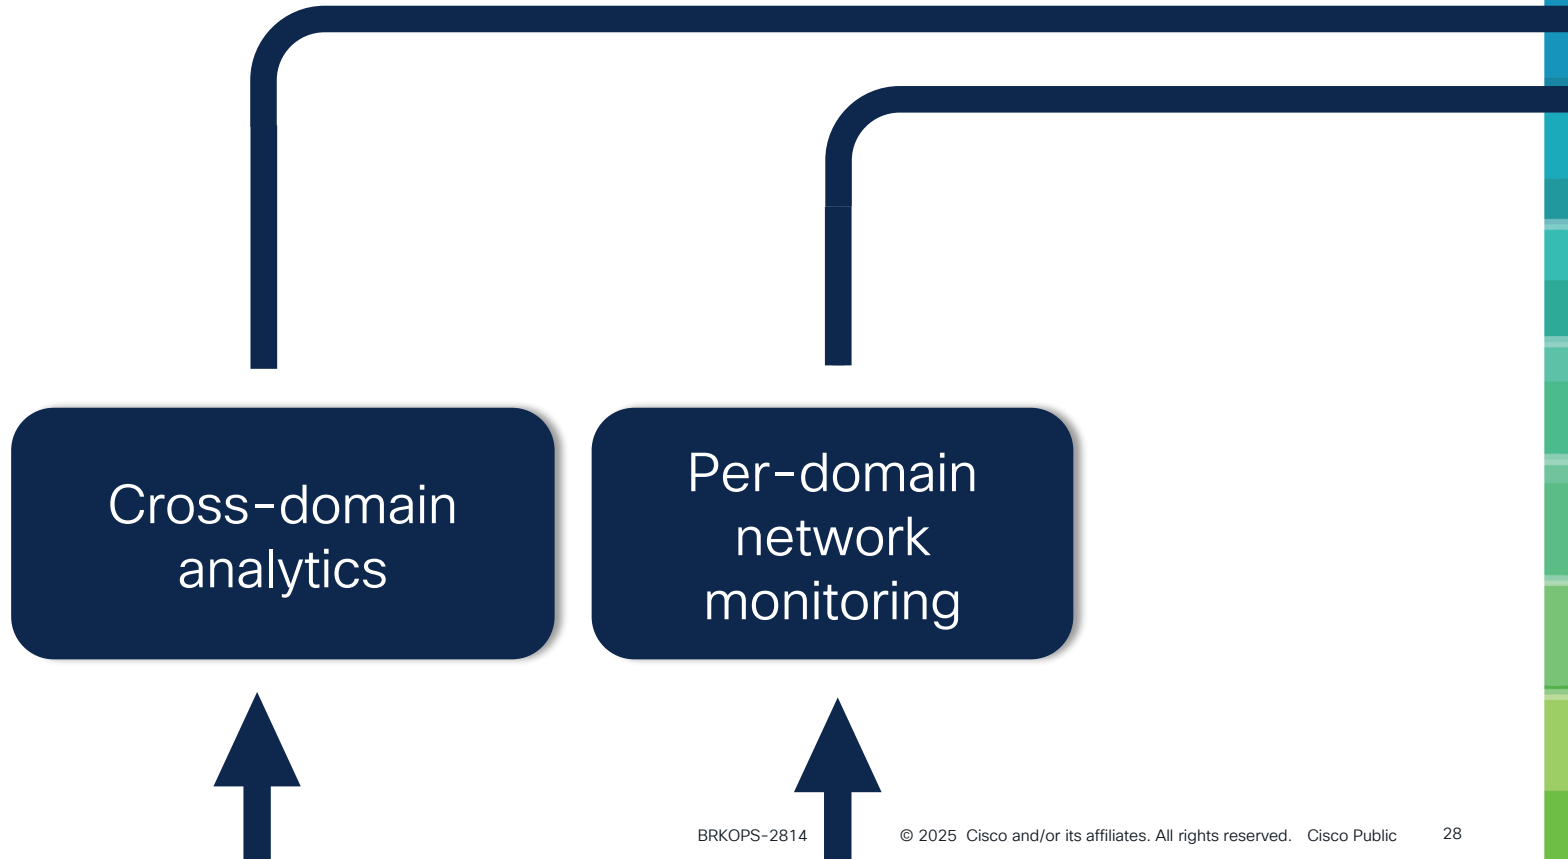 Cross-domain
analytics
Per-domain
network
monitoring
BRKOPS-2814
© 2025 Cisco and/or its affiliates. All rights reserved. Cisco Public
28